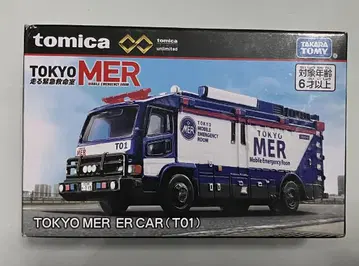 tomica
tomica
unlimited
TAKARA TOMY
TOKYO MER
走る緊急救命室
MOBILE EMERGENCY ROOM
対象年齢
6才以上
T01
MER
TOKYO
MOBILE
EMERGENCY
ROOM
TOKYO
MER
Mobile Emergency Room
TOKYO MER ER CAR(T01)